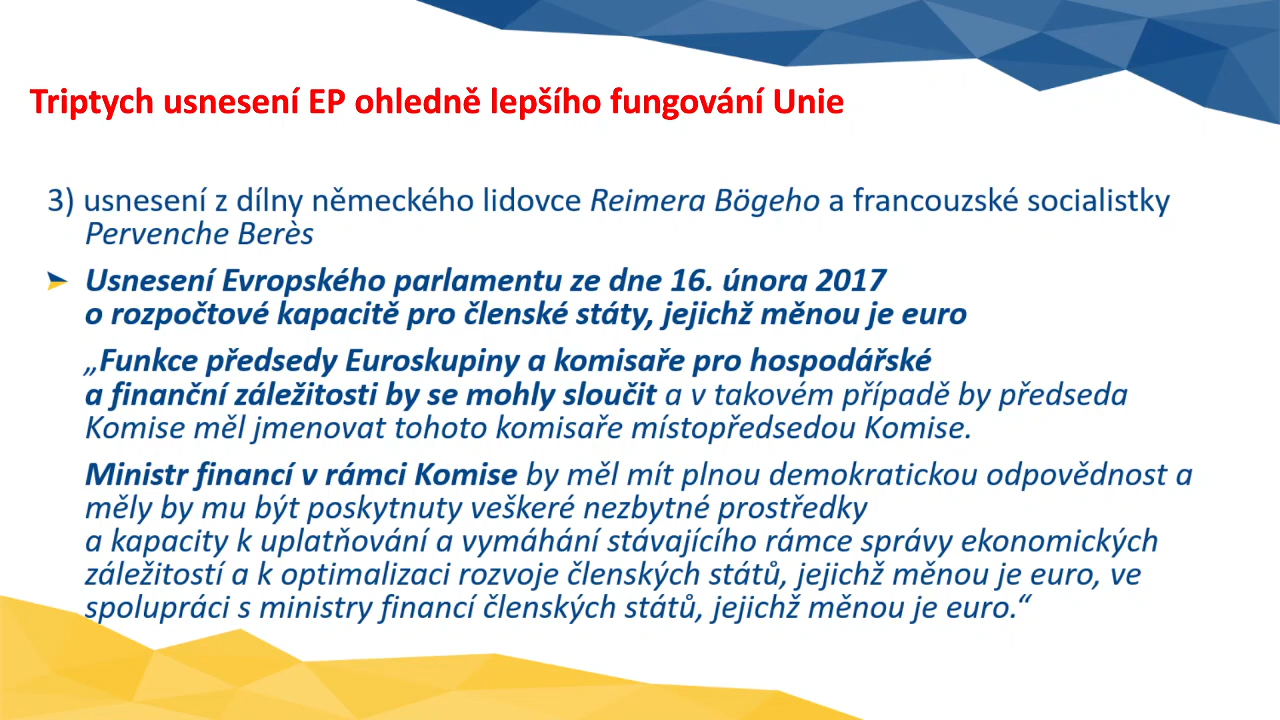 Triptych usnesení EP ohledně lepšího fungování Unie
3) usnesení z dílny německého lidovce Reimera Bögeho a francouzské socialistky
Pervenche Berès
Usnesení Evropského parlamentu ze dne 16. února 2017
o rozpočtové kapacitě pro členské státy, jejichž měnou je euro
„Funkce předsedy Euroskupiny a komisaře pro hospodářské
a finanční záležitosti by se mohly sloučit a v takovém případě by předseda
Komise měl jmenovat tohoto komisaře místopředsedou Komise.
Ministr financí v rámci Komise by měl mít plnou demokratickou odpovědnost a
měly by mu být poskytnuty veškeré nezbytné prostředky
a kapacity k uplatňování a vymáhání stávajícího rámce správy ekonomických
záležitostí a k optimalizaci rozvoje členských států, jejichž měnou je euro, ve
spolupráci s ministry financí členských států, jejichž měnou je euro.“